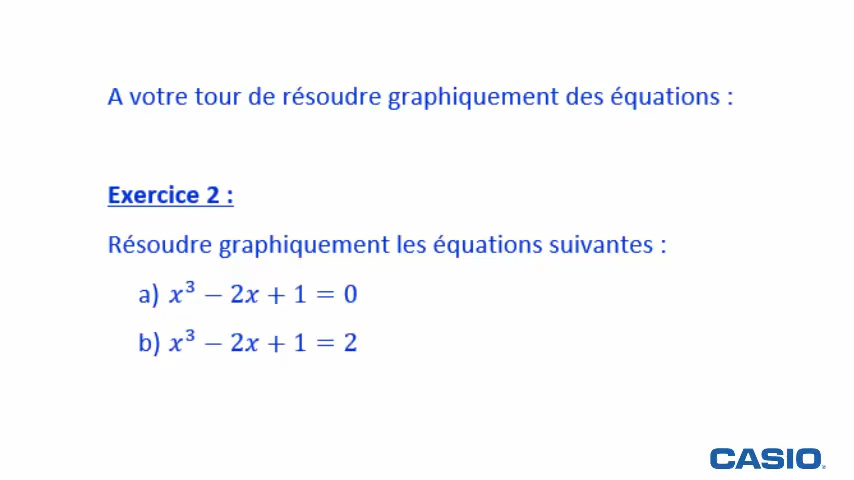 A votre tour de résoudre graphiquement des équations :
Exercice 2 :
Résoudre graphiquement les équations suivantes :
a) x³ − 2x + 1 = 0
b) x³ − 2x + 1 = 2
CASIO